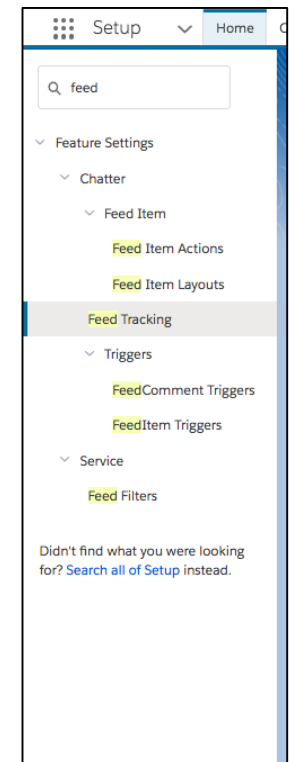 Setup
Home
feed
Feature Settings
Chatter
Feed Item
Feed Item Actions
Feed Item Layouts
Feed Tracking
Triggers
FeedComment Triggers
FeedItem Triggers
Service
Feed Filters
Didn't find what you were looking
for? Search all of Setup instead.